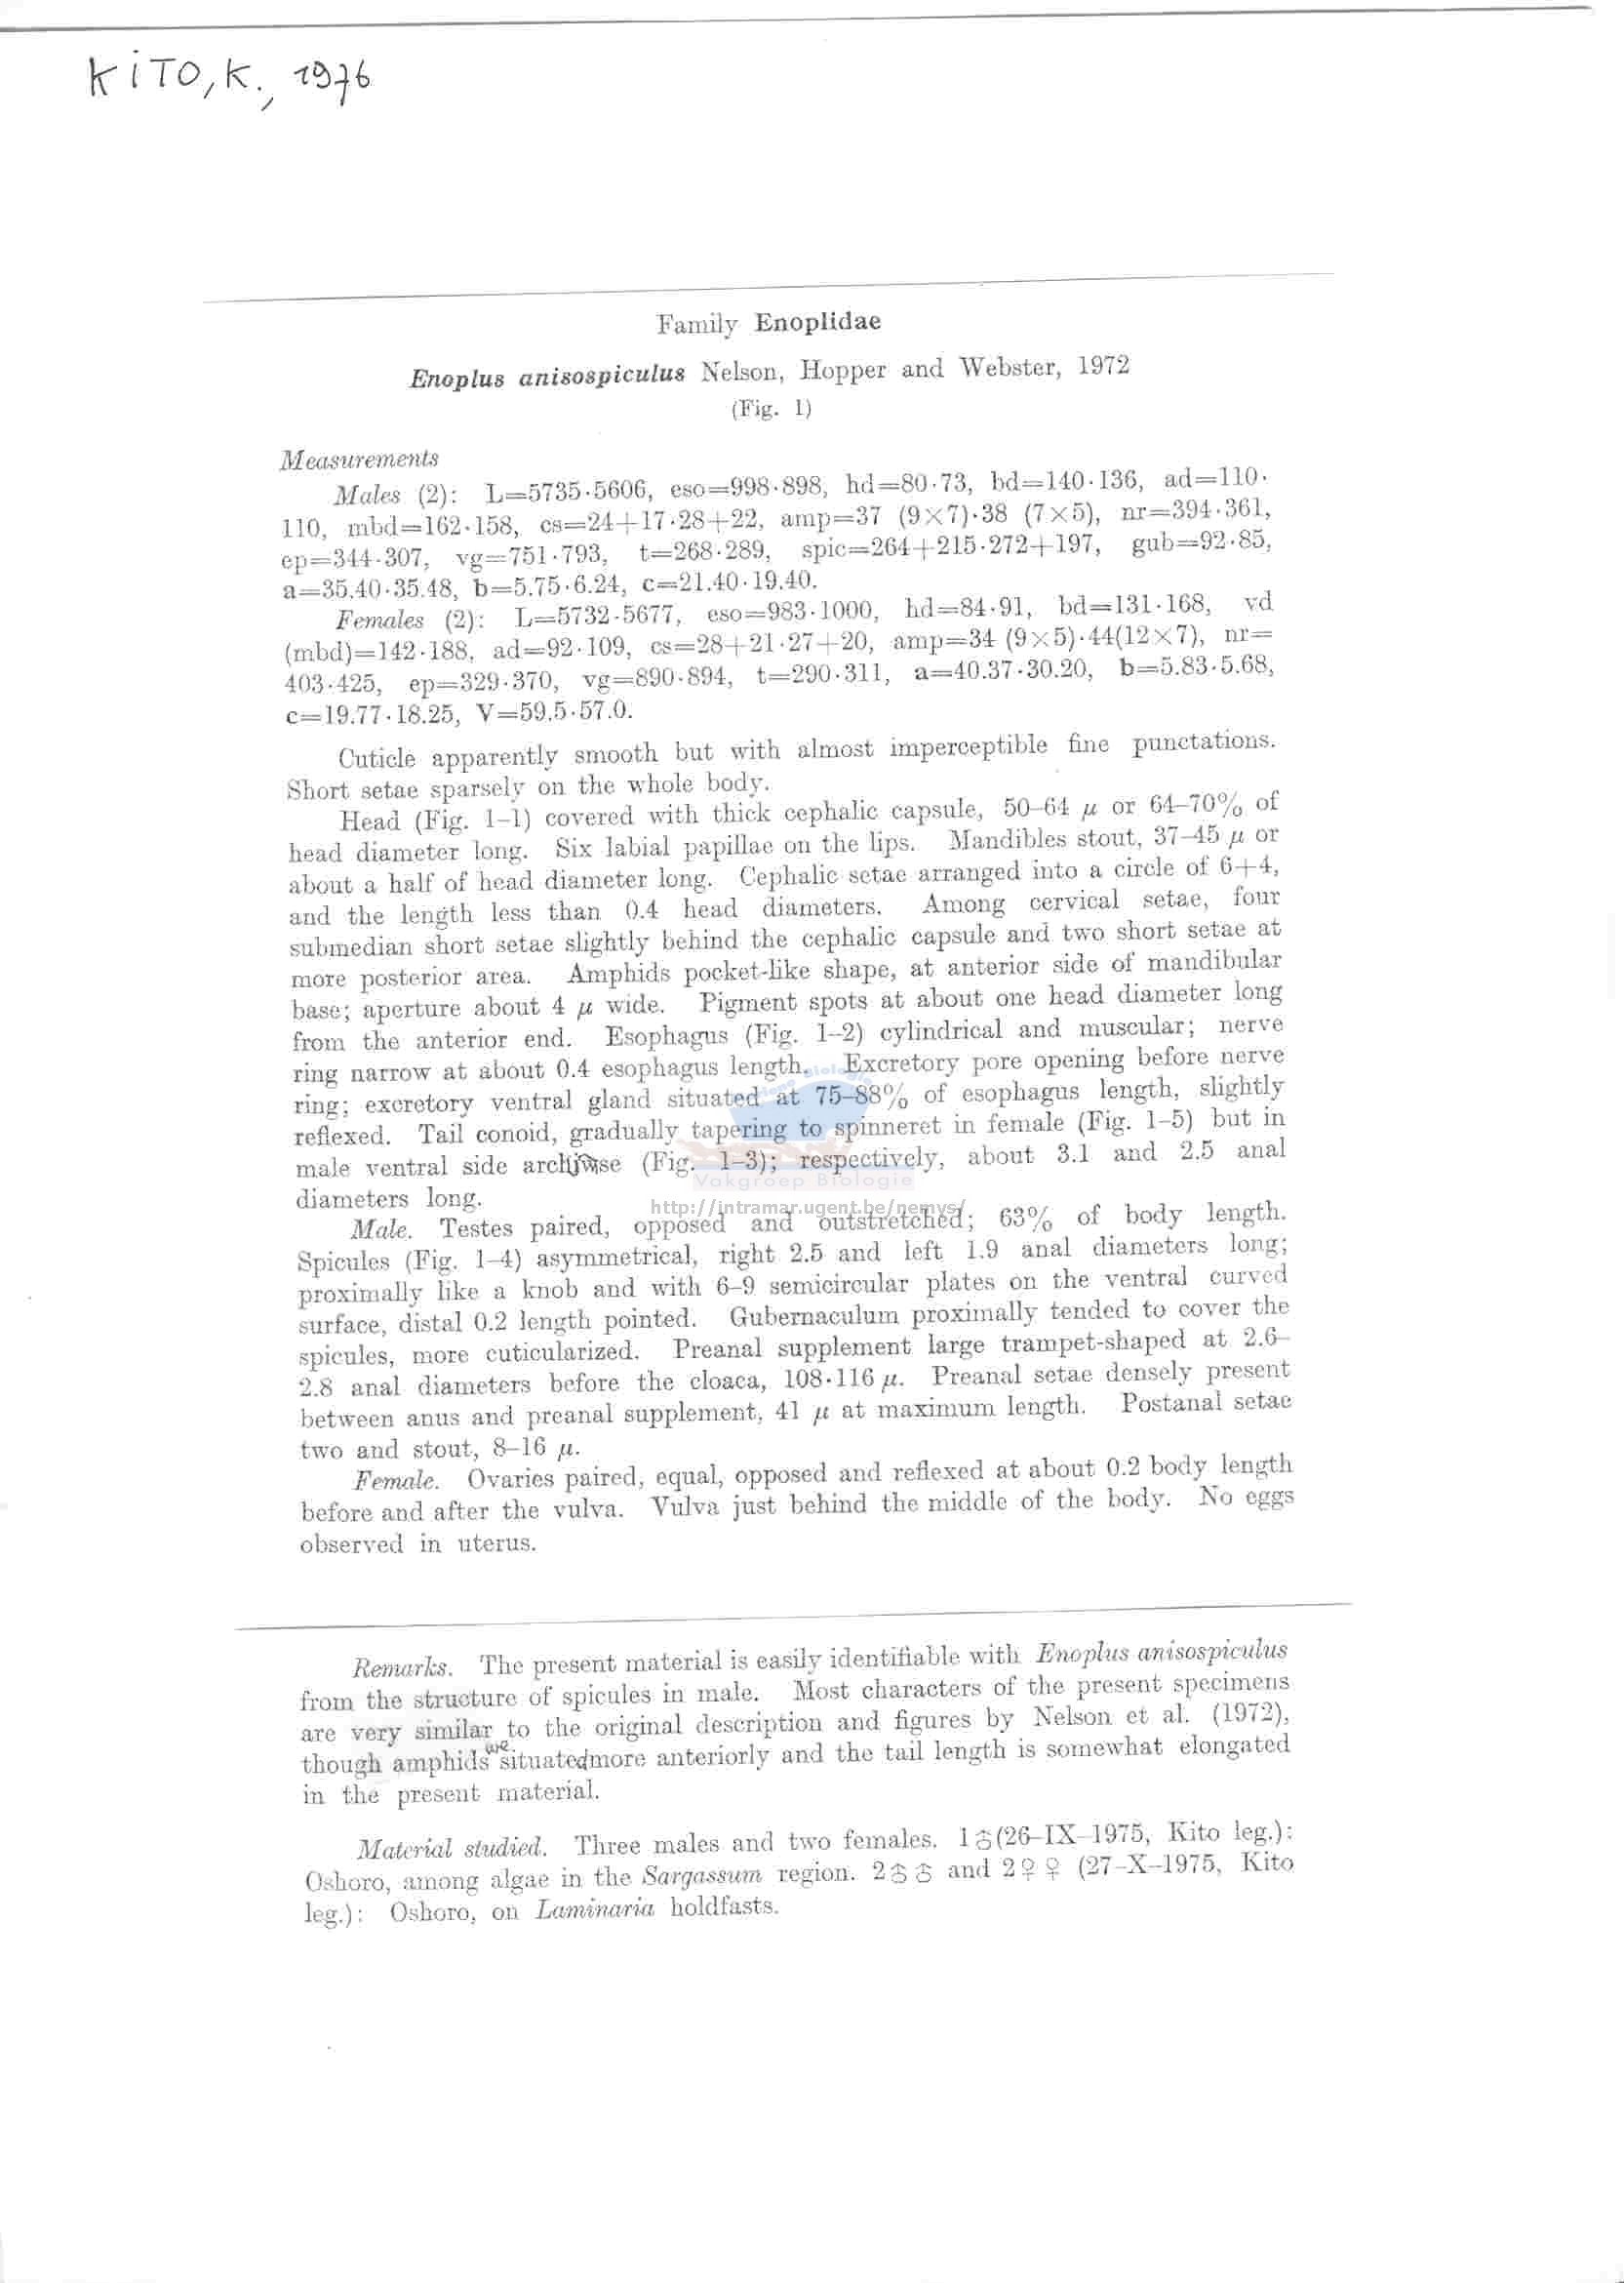 KiTO, K., 1976
Family Enoplidae
Enoplus anisospiculus Nelson, Hopper and Webster, 1972
(Fig. 1)
Measurements
Males (2): L=5735·5606, eso=998·898, hd=80·73, bd=140·136, ad=110·
110, mbd=162·158, cs=24+17·28+22, amp=37 (9×7)·38 (7×5), nr=394·361,
ep=344·307, vg=751·793, t=268·289, spic=264+215·272+197, gub=92·85,
a=35.40·35.48, b=5.75·6.24, c=21.40·19.40.
Females (2): L=5732·5677, eso=983·1000, hd=84·91, bd=131·168, vd
(mbd)=142·188, ad=92·109, cs=28+21·27+20, amp=34 (9×5)·44(12×7), nr=
403·425, ep=329·370, vg=890·894, t=290·311, a=40.37·30.20, b=5.83·5.68,
c=19.77·18.25, V=59.5·57.0.
Cuticle apparently smooth but with almost imperceptible fine punctations.
Short setae sparsely on the whole body.
Head (Fig. 1–1) covered with thick cephalic capsule, 50–64 μ or 64–70% of
head diameter long. Six labial papillae on the lips. Mandibles stout, 37–45 μ or
about a half of head diameter long. Cephalic setae arranged into a circle of 6+4,
and the length less than 0.4 head diameters. Among cervical setae, four
submedian short setae slightly behind the cephalic capsule and two short setae at
more posterior area. Amphids pocket-like shape, at anterior side of mandibular
base; aperture about 4 μ wide. Pigment spots at about one head diameter long
from the anterior end. Esophagus (Fig. 1–2) cylindrical and muscular; nerve
ring narrow at about 0.4 esophagus length. Excretory pore opening before nerve
ring; excretory ventral gland situated at 75–88% of esophagus length, slightly
reflexed. Tail conoid, gradually tapering to spinneret in female (Fig. 1–5) but in
male ventral side archwise (Fig. 1–3); respectively, about 3.1 and 2.5 anal
Vakgroep Biologie
diameters long.
http://intramar.ugent.be/nemys/
Male. Testes paired, opposed and outstretched; 63% of body length.
Spicules (Fig. 1–4) asymmetrical, right 2.5 and left 1.9 anal diameters long;
proximally like a knob and with 6–9 semicircular plates on the ventral curved
surface, distal 0.2 length pointed. Gubernaculum proximally tended to cover the
spicules, more cuticularized. Preanal supplement large trampet-shaped at 2.6–
2.8 anal diameters before the cloaca, 108·116 μ. Preanal setae densely present
between anus and preanal supplement, 41 μ at maximum length. Postanal setae
two and stout, 8–16 μ.
Female. Ovaries paired, equal, opposed and reflexed at about 0.2 body length
before and after the vulva. Vulva just behind the middle of the body. No eggs
observed in uterus.
Remarks. The present material is easily identifiable with Enoplus anisospiculus
from the structure of spicules in male. Most characters of the present specimens
are very similar to the original description and figures by Nelson et al. (1972),
though amphids are situated more anteriorly and the tail length is somewhat elongated
in the present material.
Material studied. Three males and two females. 1♂(26–IX–1975, Kito leg.):
Oshoro, among algae in the Sargassum region. 2♂♂ and 2♀♀ (27–X–1975, Kito
leg.): Oshoro, on Laminaria holdfasts.